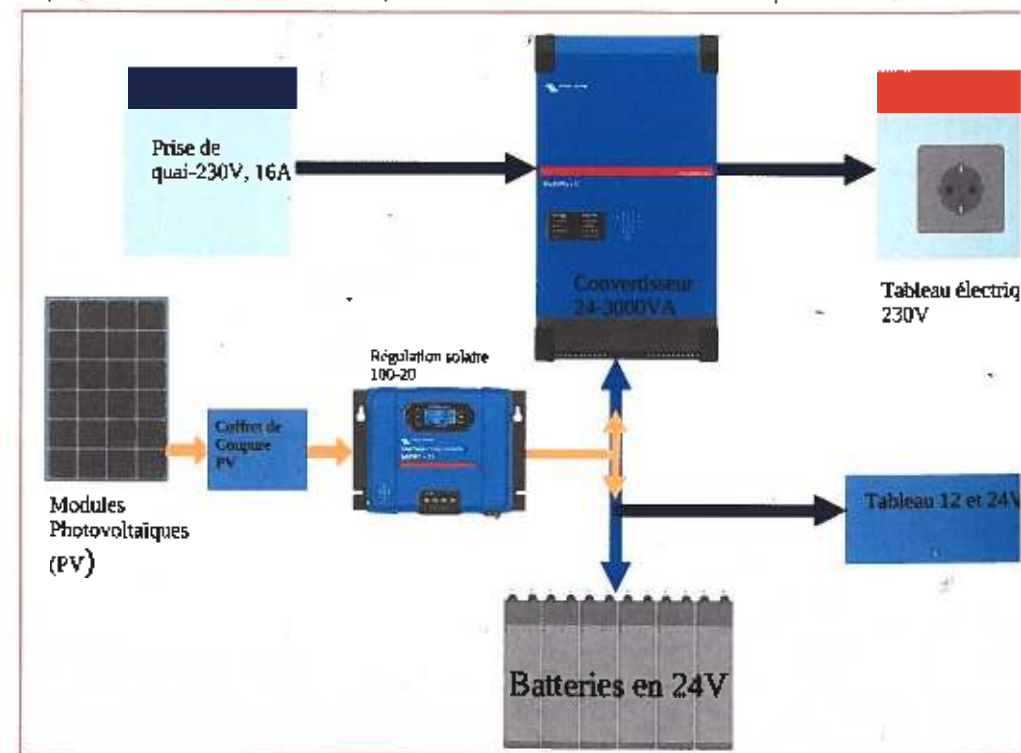 Prise de
quai-230V, 16A
Convertisseur
24-3000VA
Tableau électriq
230V
Régulation solaire
100-20
Coffret de
Coupure
PV
Modules
Photovoltaïques
(PV)
Tableau 12 et 24V
Batteries en 24V